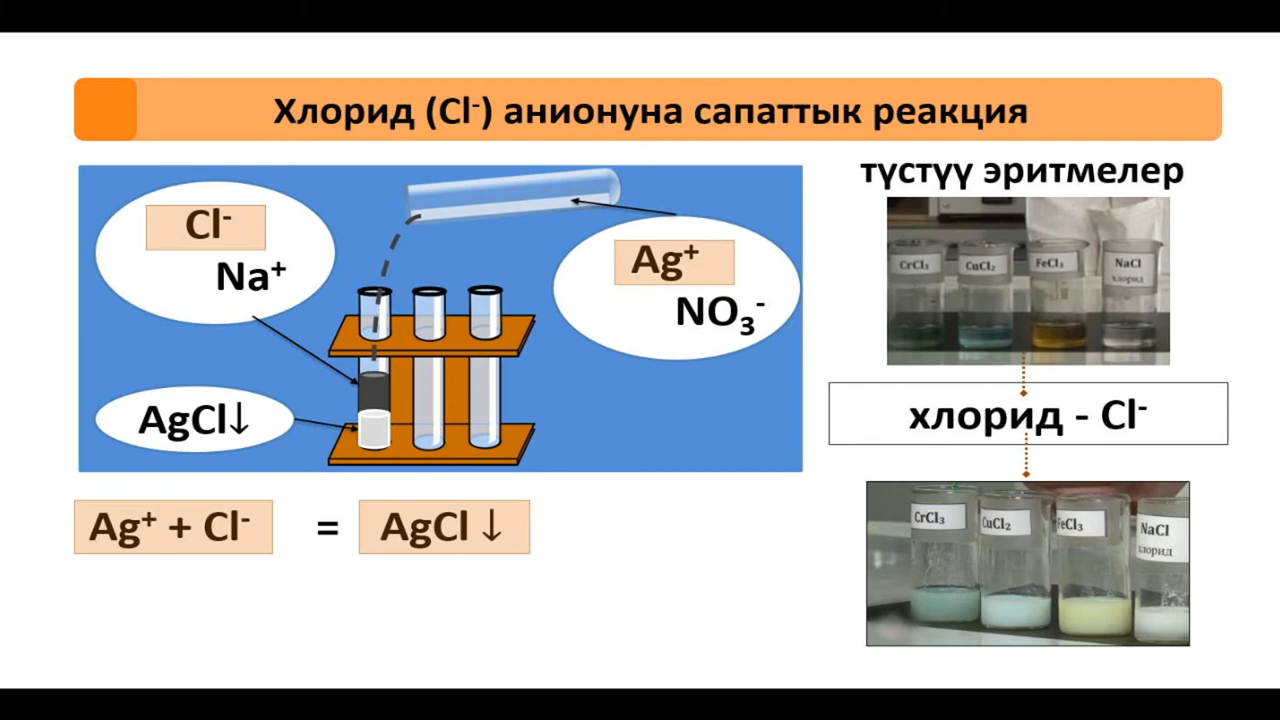 Хлорид (Cl⁻) анионуна сапаттык реакция
Cl⁻
Na⁺
Ag⁺
NO₃⁻
AgCl↓
Ag⁺ + Cl⁻ = AgCl ↓
түстүү эритмелер
CrCl₃
CuCl₂
FeCl₃
NaCl
хлорид
хлорид - Cl⁻
CrCl₃
CuCl₂
FeCl₃
NaCl
хлорид